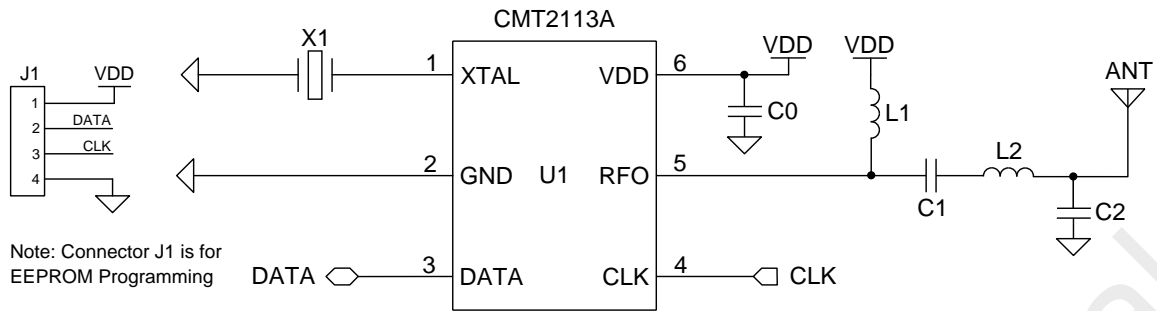 CMT2113A
X1
J1
VDD
1
2
DATA
3
CLK
4
Note: Connector J1 is for
EEPROM Programming
1
XTAL
2
GND
3
DATA
DATA
U1
VDD
6
RFO
5
CLK
4
CLK
VDD
C0
VDD
L1
C1
L2
C2
ANT